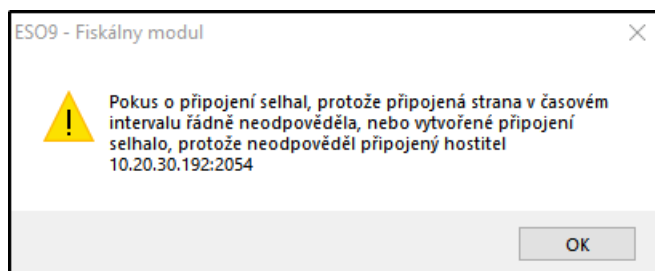 ESO9 - Fiskálny modul
Pokus o připojení selhal, protože připojená strana v časovém
intervalu řádně neodpověděla, nebo vytvořené připojení
selhalo, protože neodpověděl připojený hostitel
10.20.30.192:2054
OK